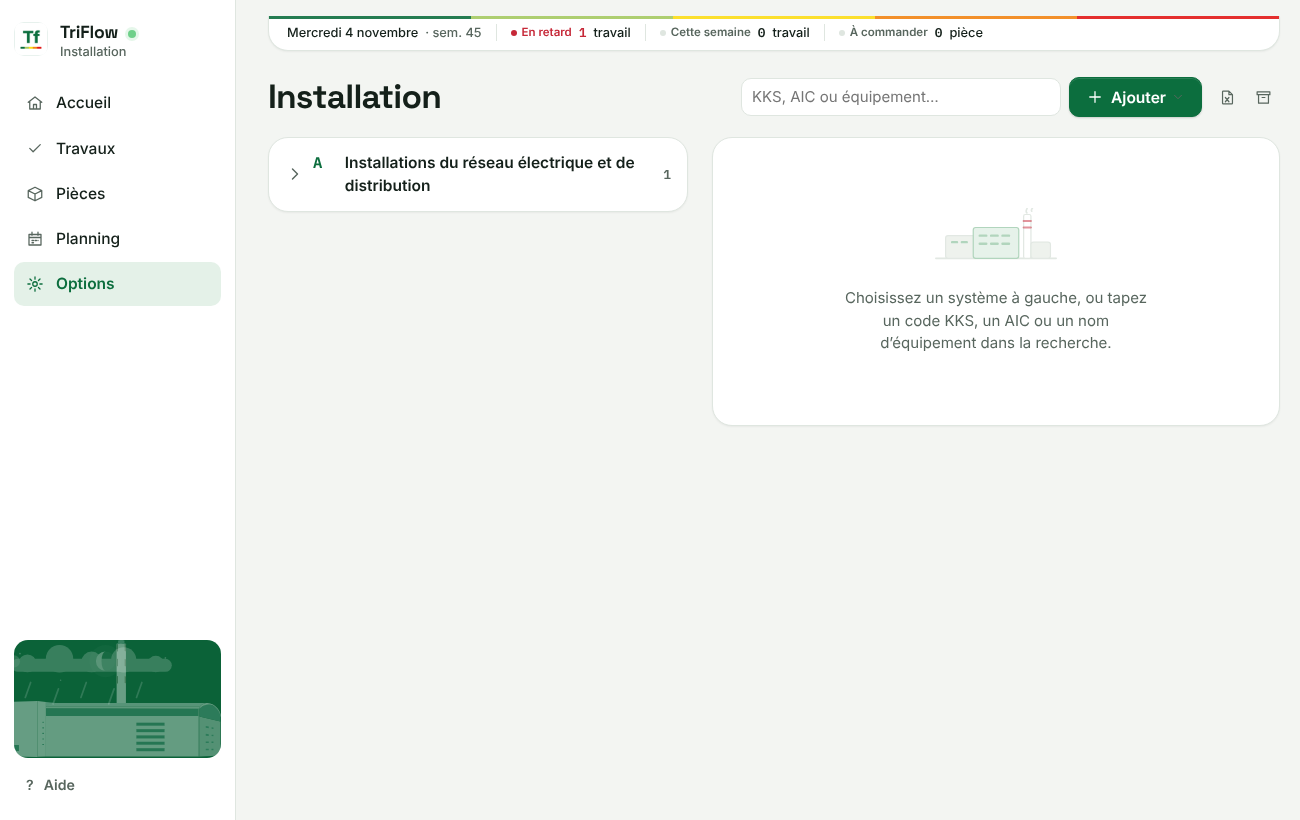 Tf TriFlow
Installation
Accueil
Travaux
Pièces
Planning
Options
? Aide
Mercredi 4 novembre · sem. 45 En retard 1 travail Cette semaine 0 travail À commander 0 pièce
Installation
KKS, AIC ou équipement...
+ Ajouter
A Installations du réseau électrique et de
distribution
1
Choisissez un système à gauche, ou tapez
un code KKS, un AIC ou un nom
d’équipement dans la recherche.